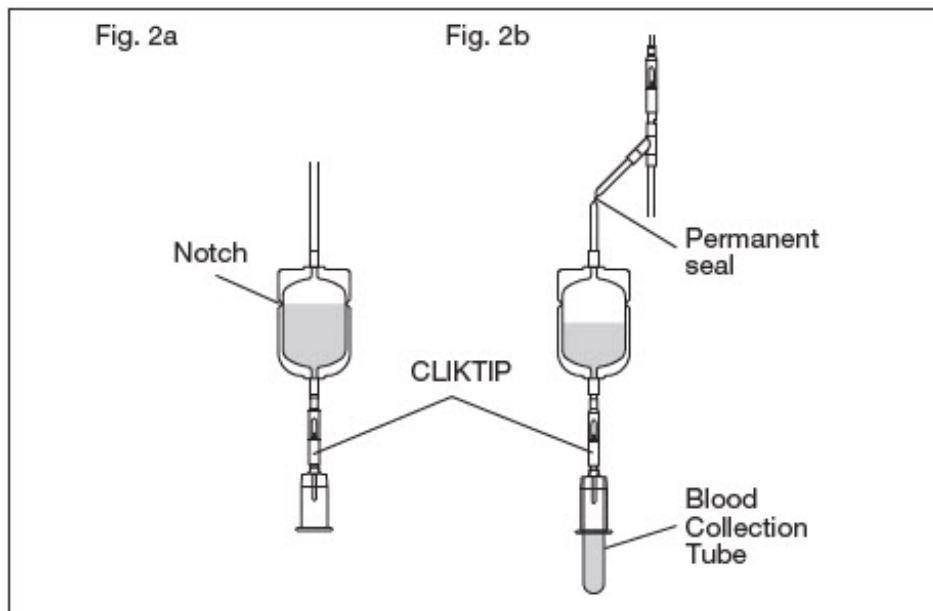 Fig. 2a
Fig. 2b
Notch
Permanent
seal
CLIKTIP
Blood
Collection
Tube